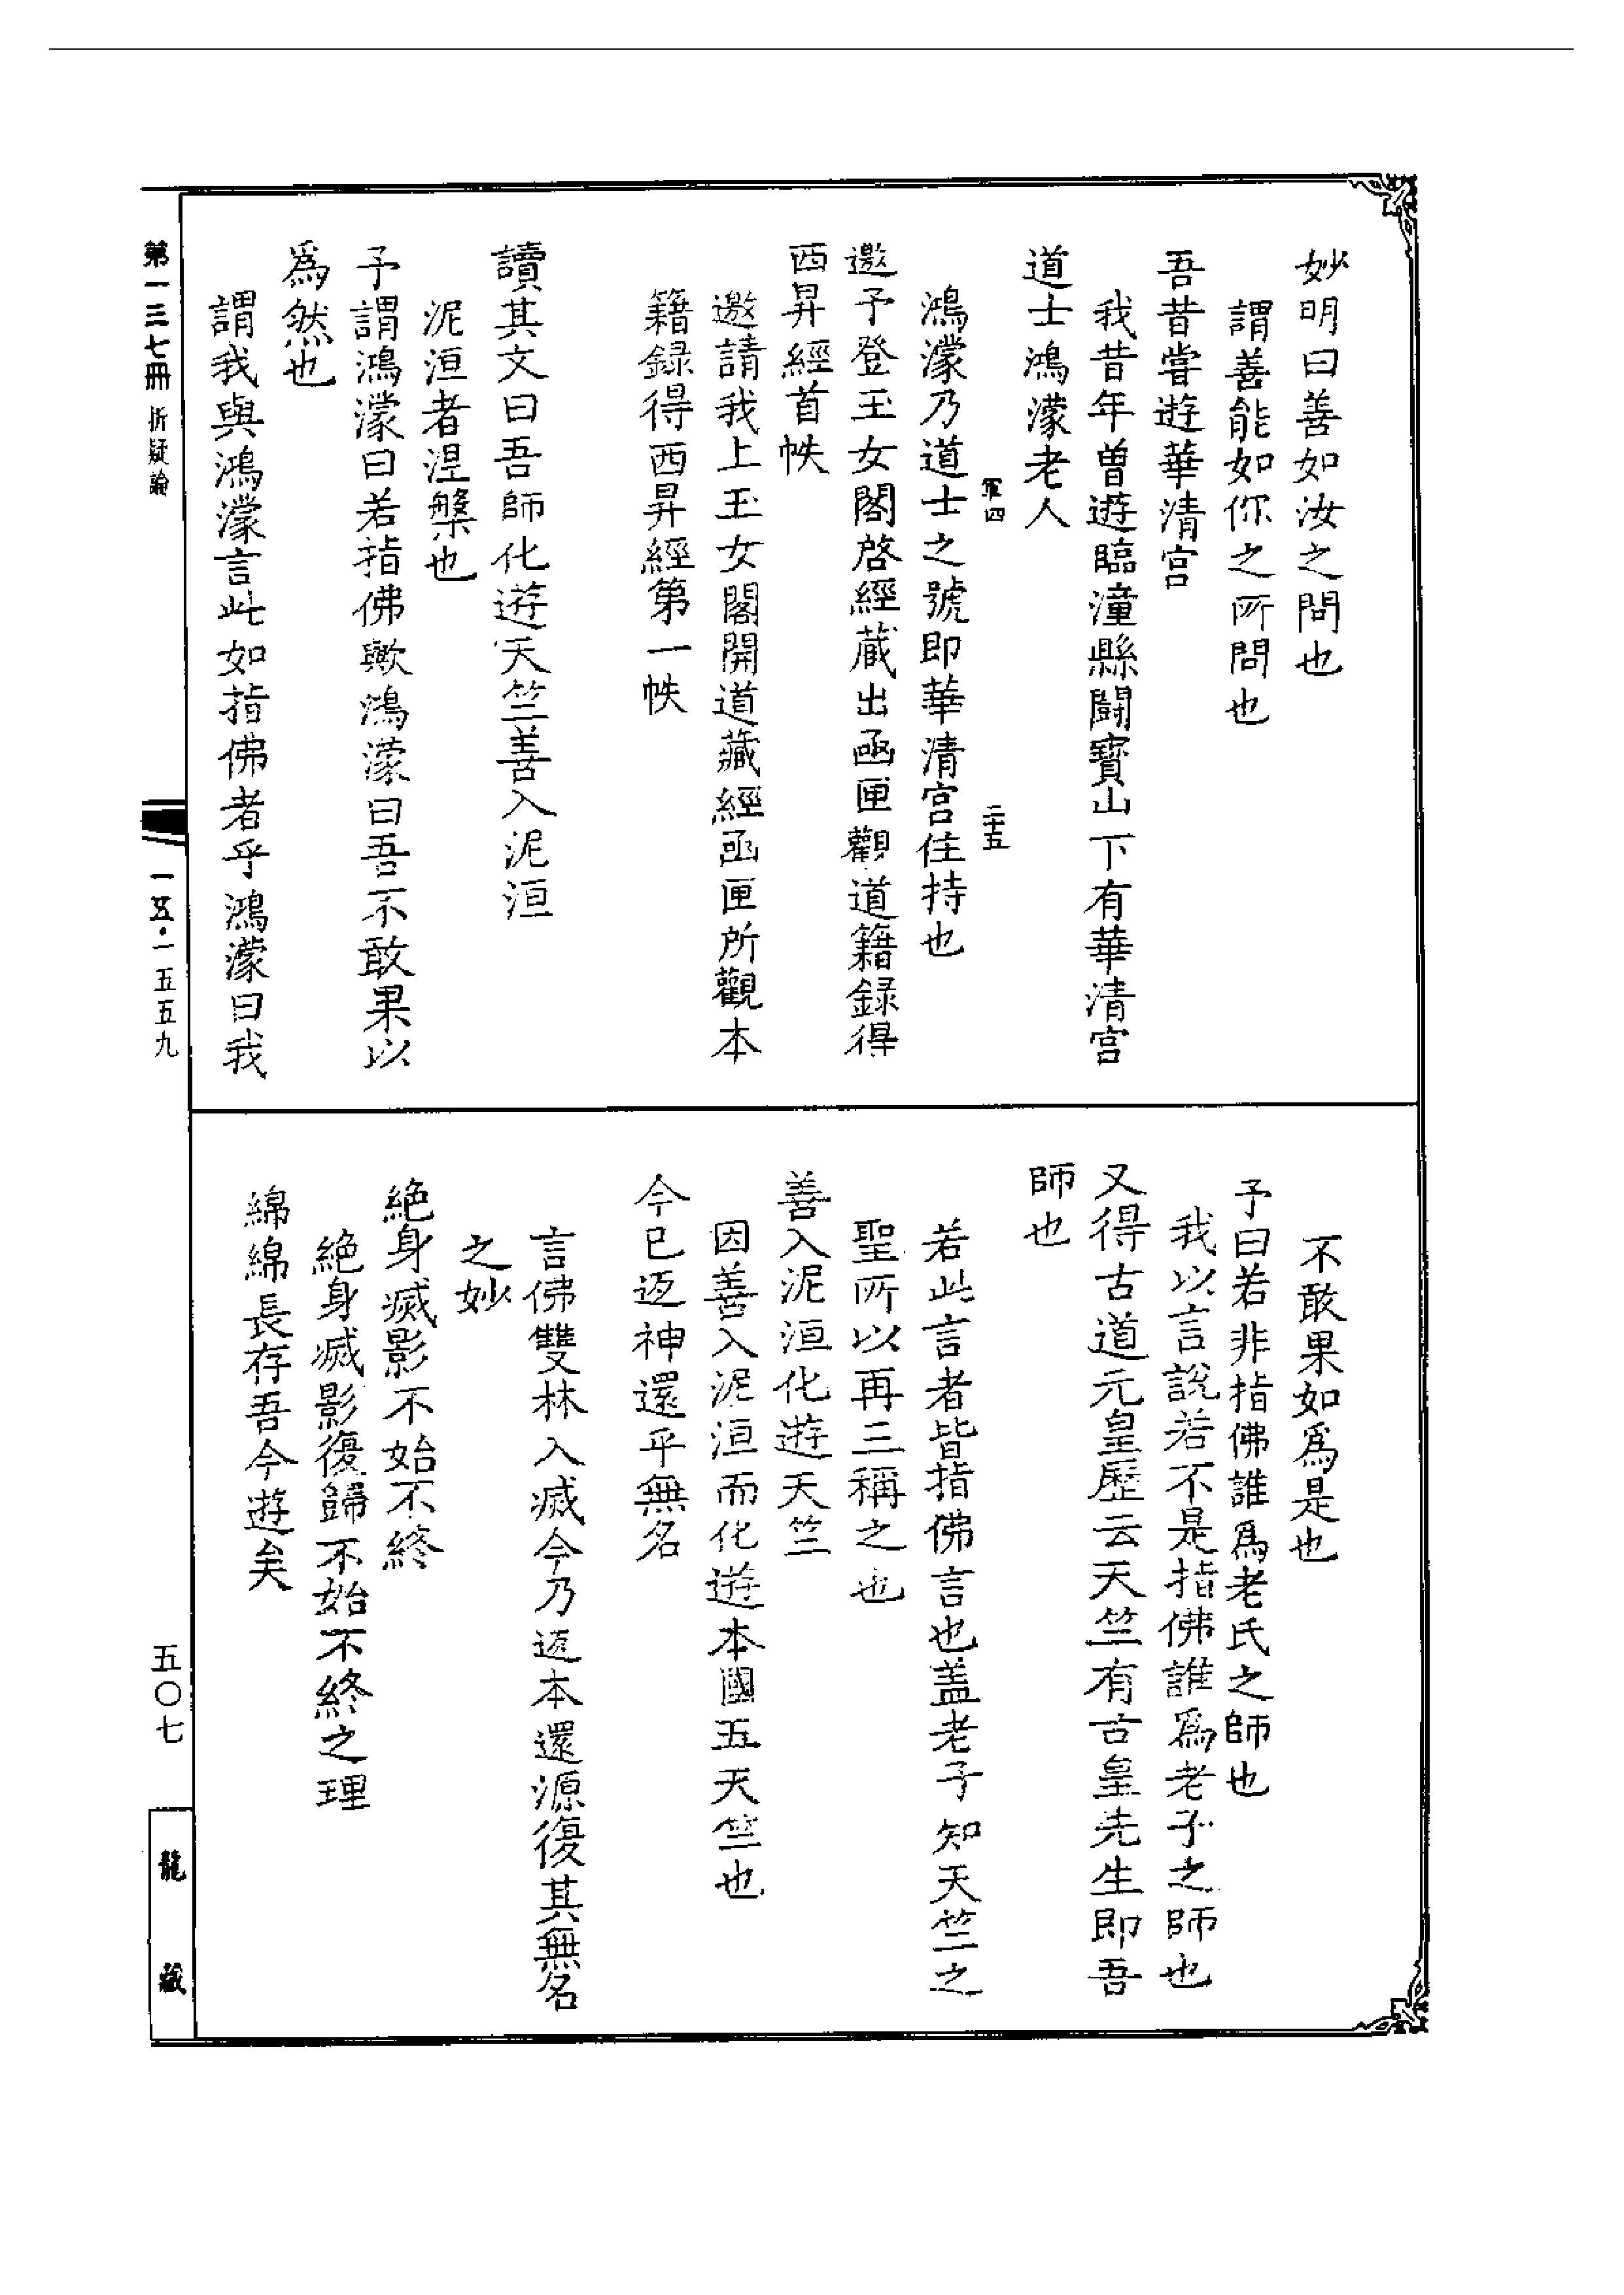 妙明曰善如汝之問也
謂善能如你之所問也
吾昔嘗遊華清宮
我昔年曾遊臨潼縣鬬寶山下有華清宮
道士鴻濛老人
軍四
二十五
鴻濛乃道士之號即華清宮住持也
邀予登玉女閣啓經蔵出函匣觀道籍録得
西昇經首帙
邀請我上玉女閣開道藏經函匣所觀本
籍録得西昇經第一帙
讀其文曰吾師化遊天竺善入泥洹
泥洹者涅槃也
予謂鴻濛曰若指佛歟鴻濛曰吾不敢果以
爲然也
謂我與鴻濛言此如指佛者乎鴻濛曰我
不敢果如爲是也
予曰若非指佛誰爲老氏之師也
我以言說若不是指佛誰爲老子之師也
又得古道元皇歷云天竺有古皇先生即吾
師也
若此言者皆指佛言也盖老子知天竺之
聖所以再三稱之也
善入泥洹化遊天竺
因善入泥洹而化遊本國五天竺也
今已返神還乎無名
言佛雙林入滅今乃返本還源復其無名
之妙
絶身滅影不始不終
絶身滅影復歸不始不終之理
綿綿長存吾今遊矣
第一三七冊 折疑論
一五·一五五九
五〇七
龍藏